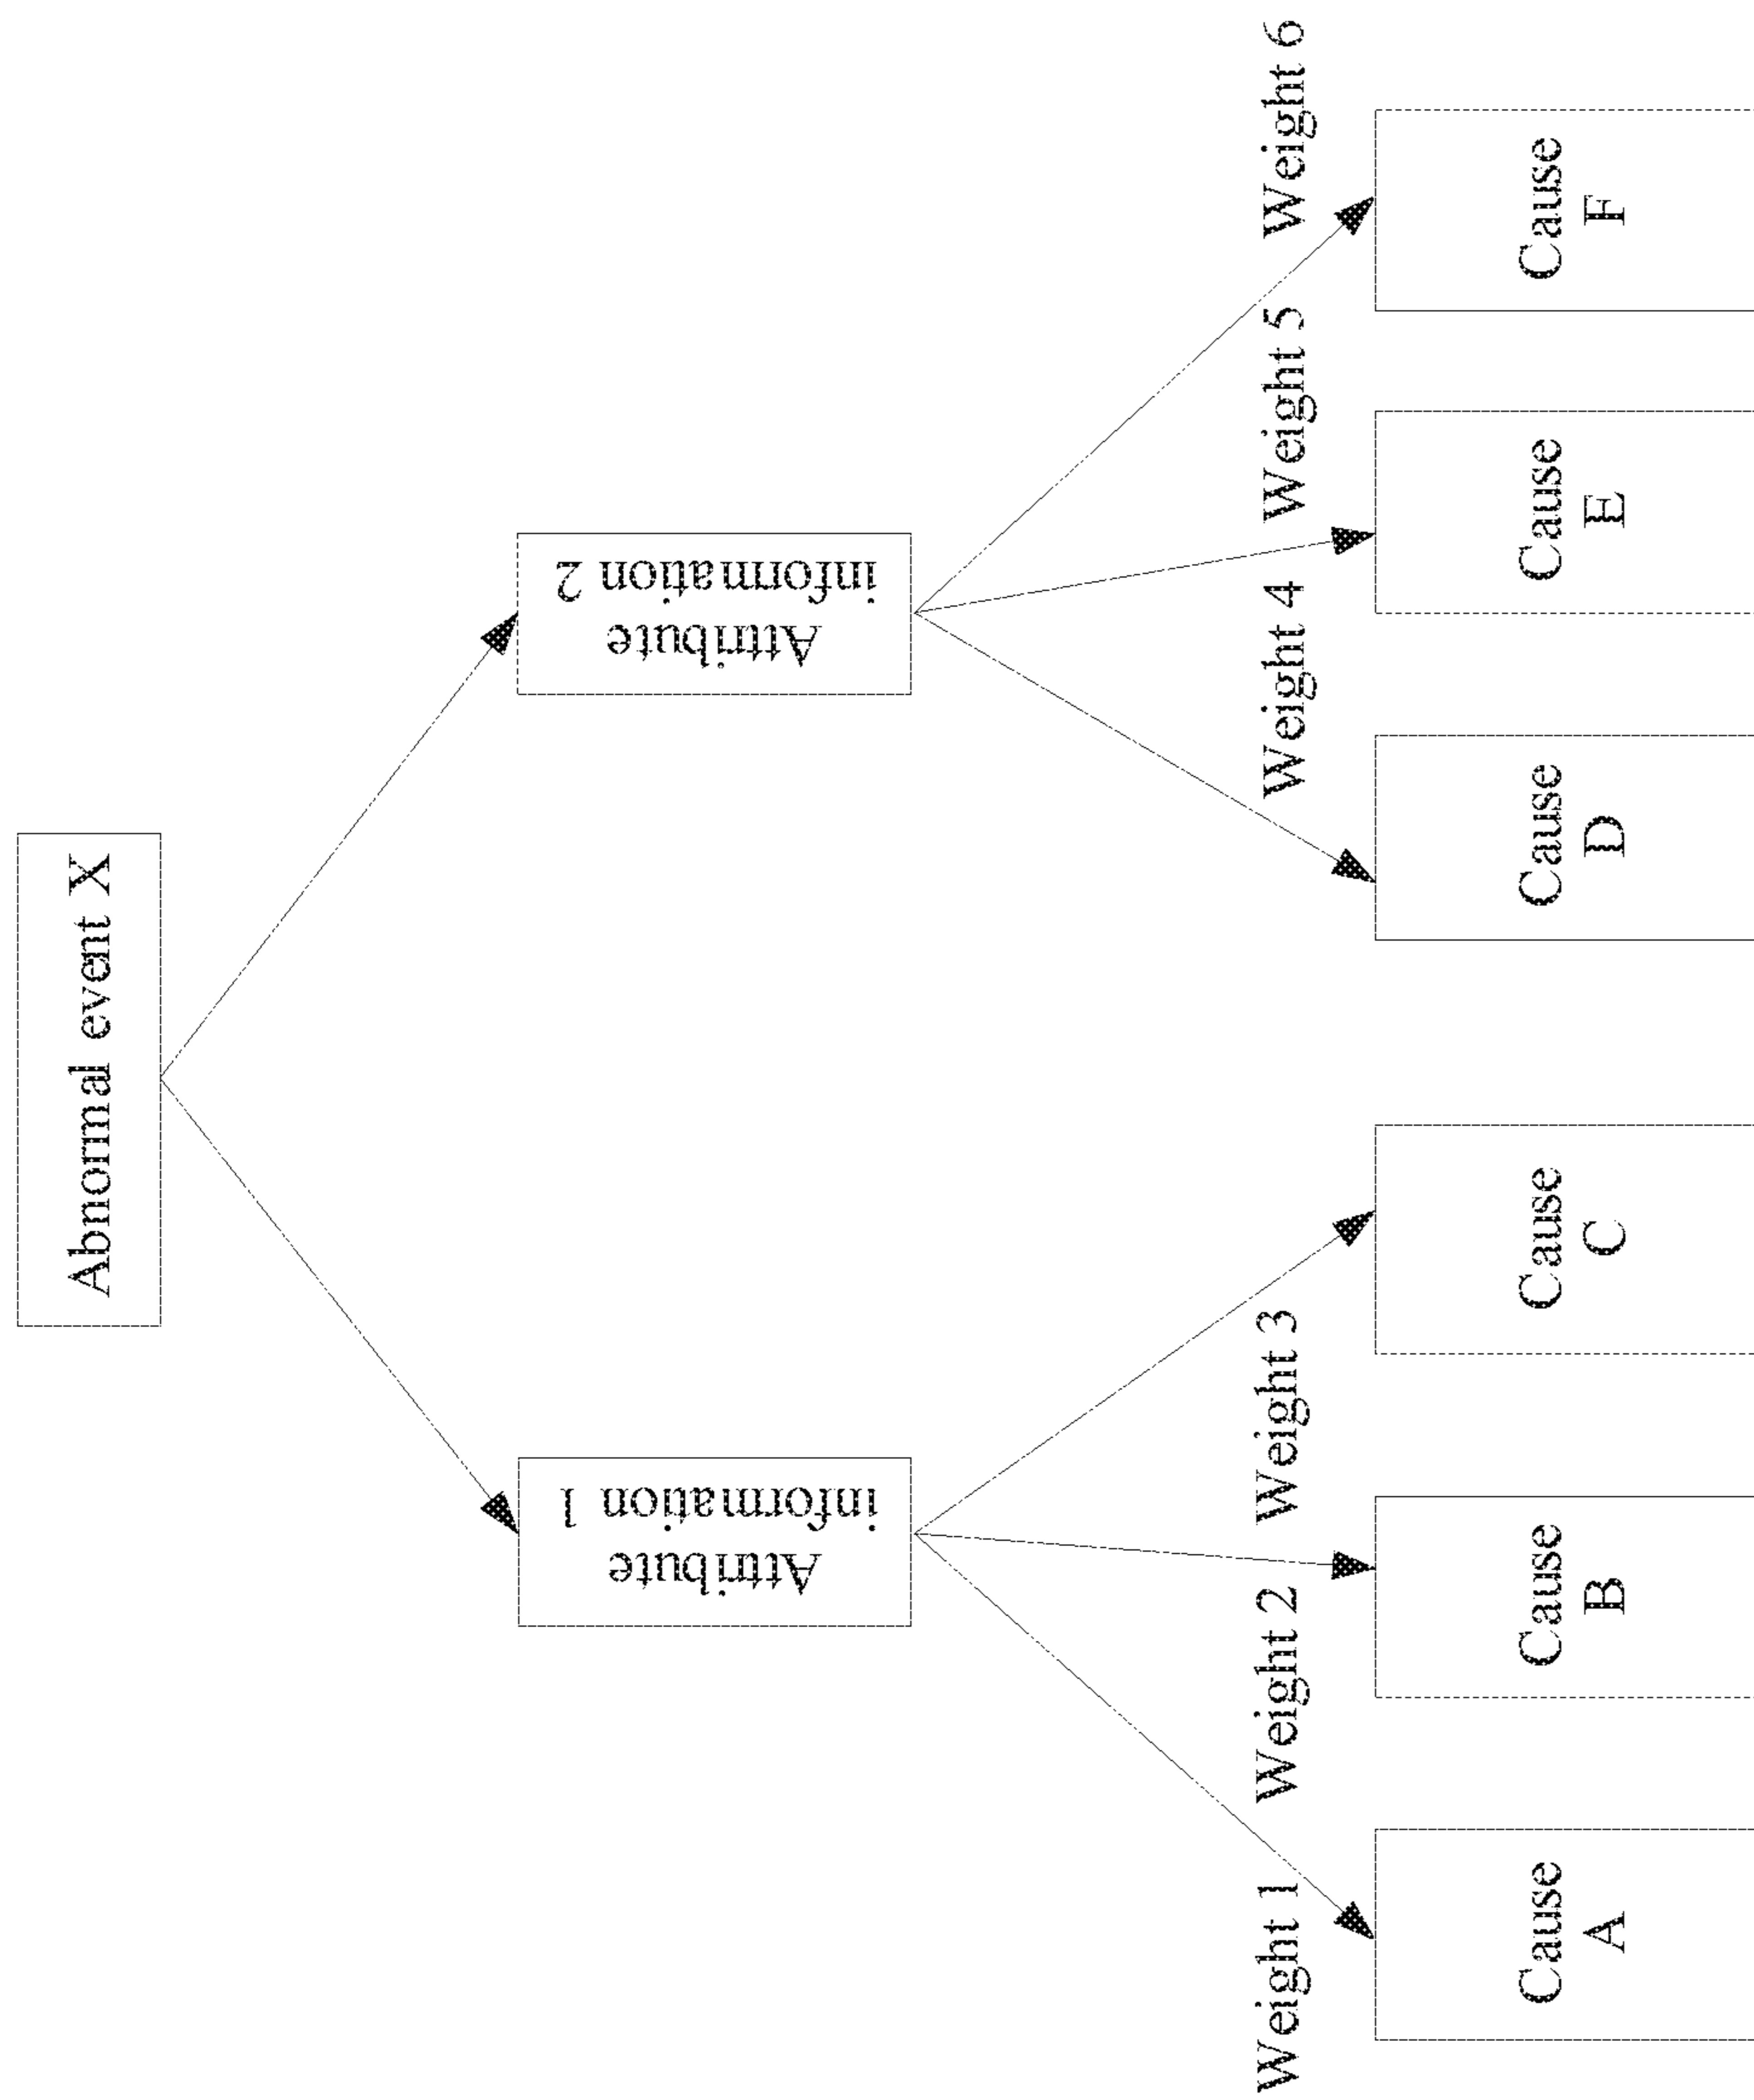 Abnormal event X
Attribute
information 1
Attribute
information 2
Weight 1
Weight 2
Weight 3
Weight 4
Weight 5
Weight 6
Cause
A
Cause
B
Cause
C
Cause
D
Cause
E
Cause
F